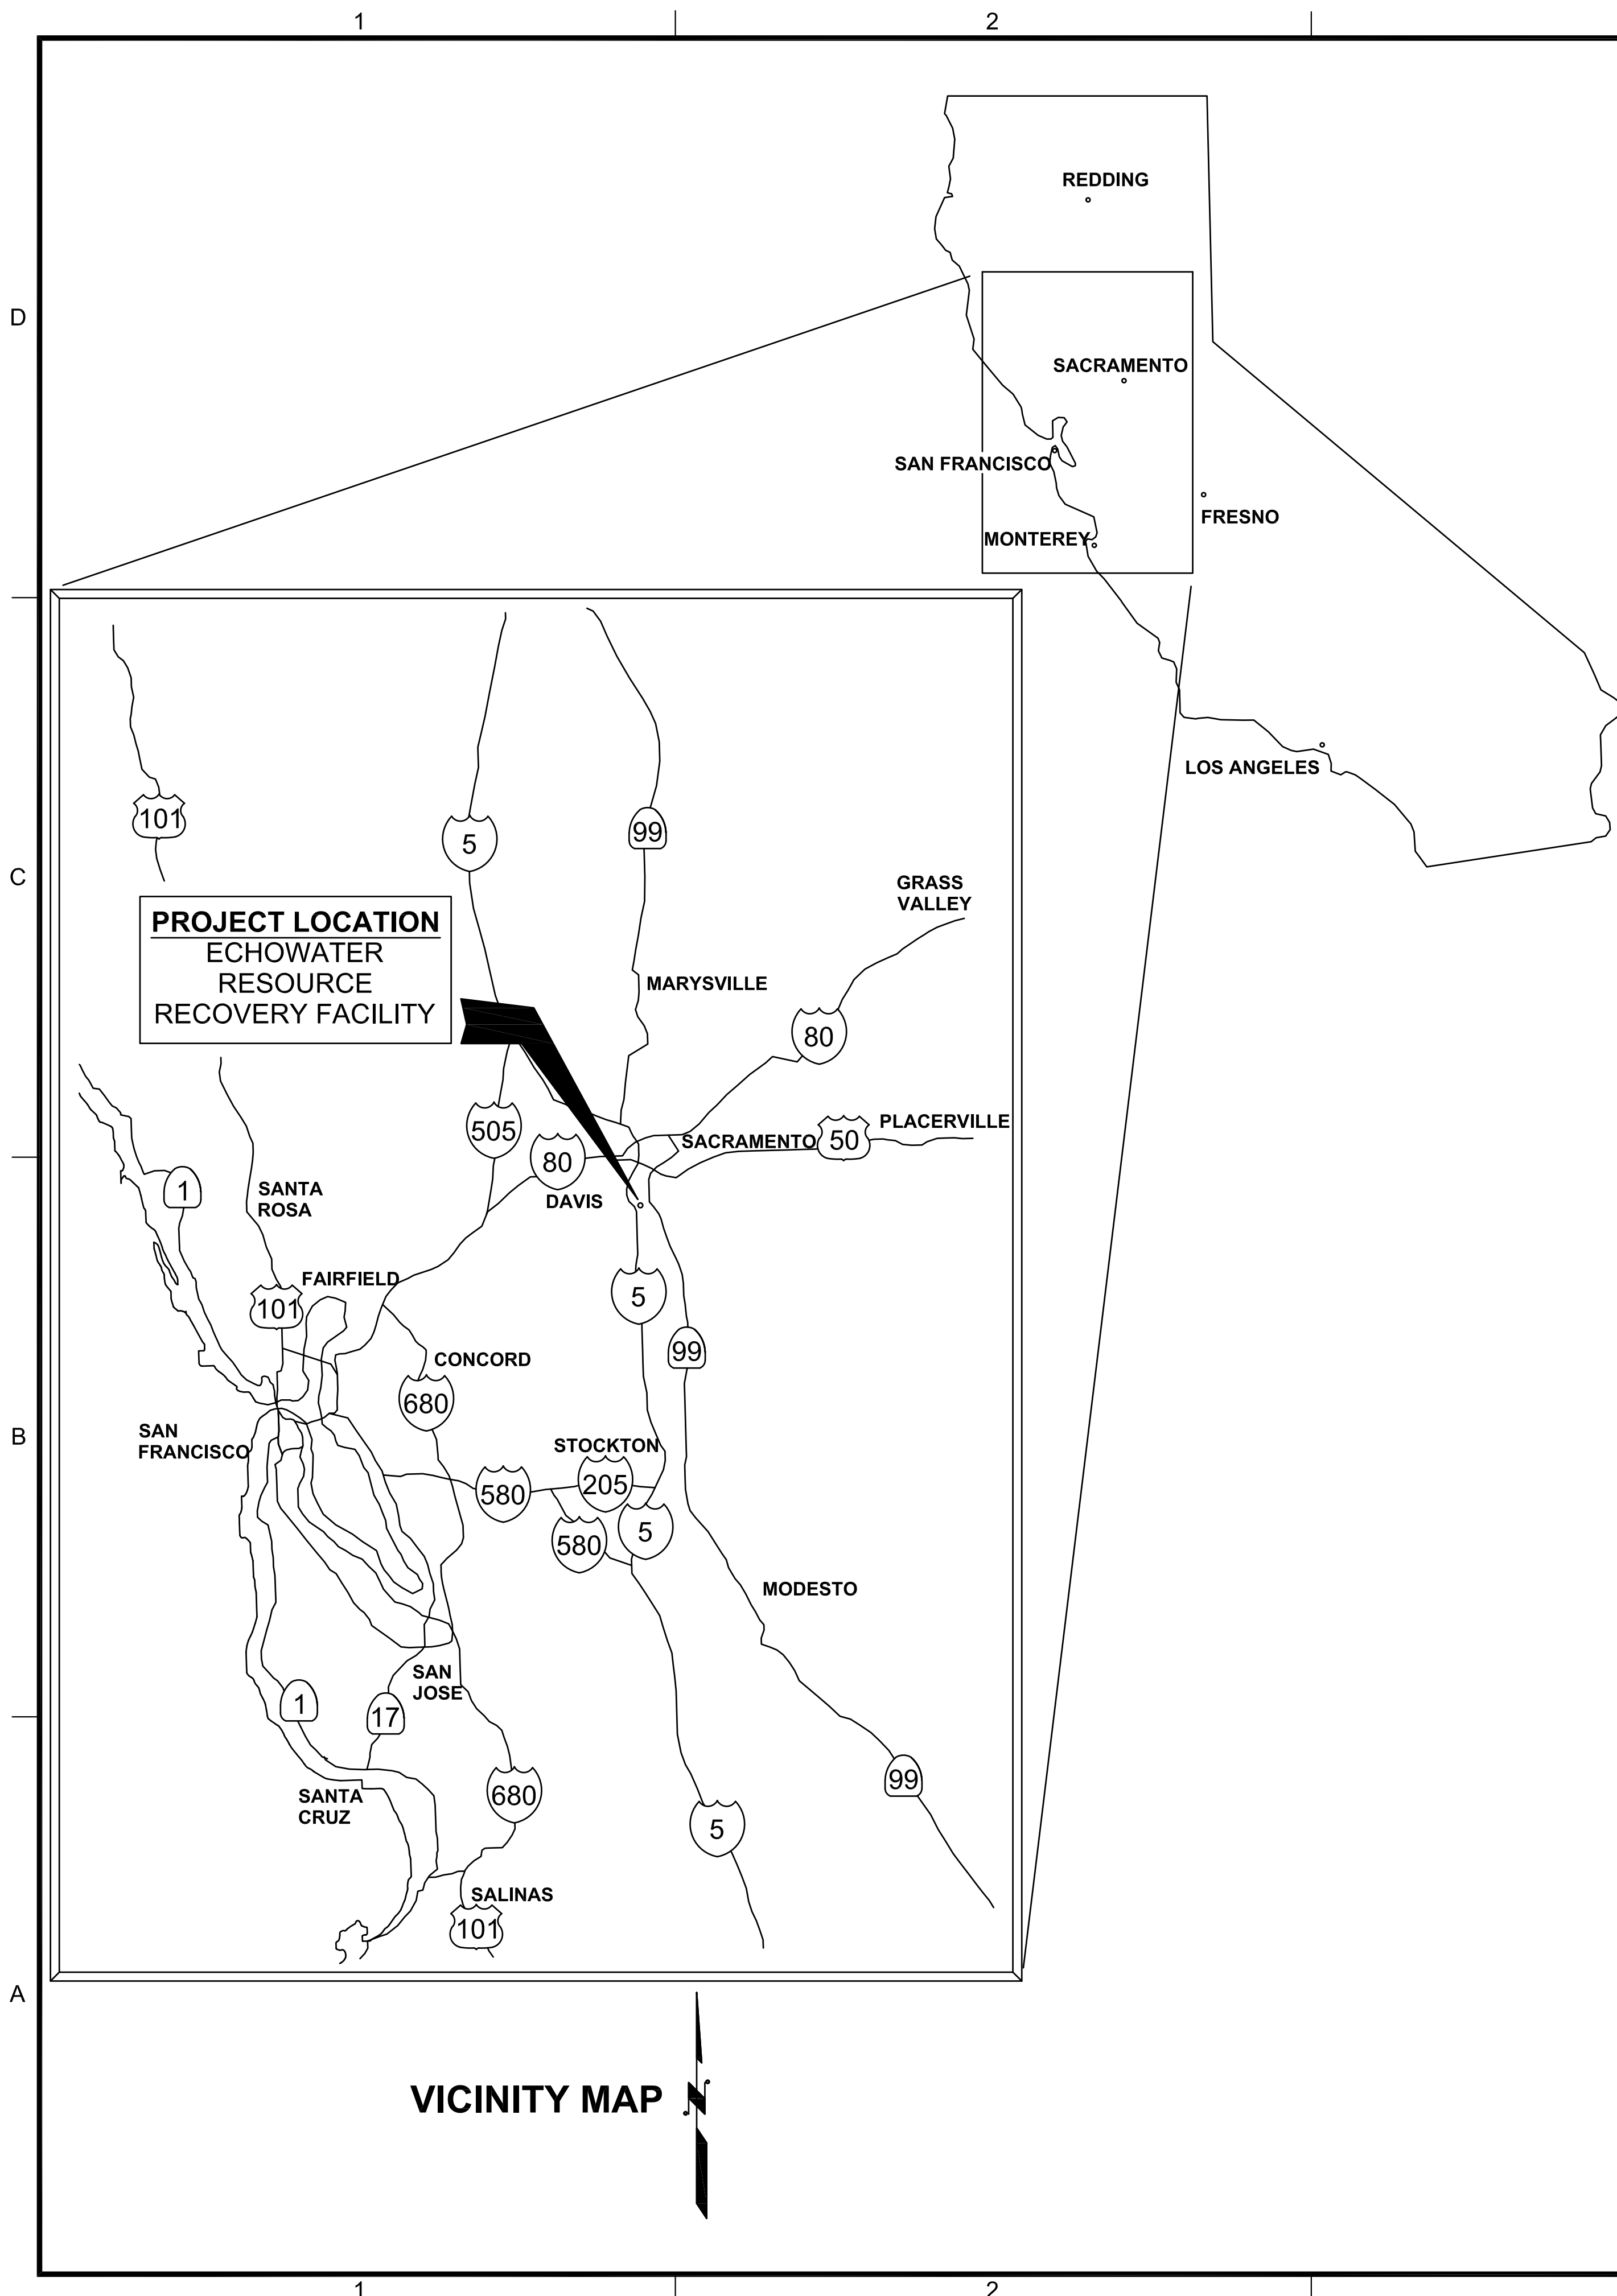 1
2
D
REDDING
SACRAMENTO
SAN FRANCISCO
FRESNO
MONTEREY
LOS ANGELES
C
101
5
99
GRASS
VALLEY
PROJECT LOCATION
ECHOWATER
RESOURCE
RECOVERY FACILITY
MARYSVILLE
80
505
PLACERVILLE
50
SACRAMENTO
80
DAVIS
1
SANTA
ROSA
FAIRFIELD
101
5
99
CONCORD
680
B
SAN
FRANCISCO
STOCKTON
205
580
5
580
MODESTO
SAN
JOSE
1
17
99
680
SANTA
CRUZ
5
SALINAS
101
A
VICINITY MAP
N
1
2